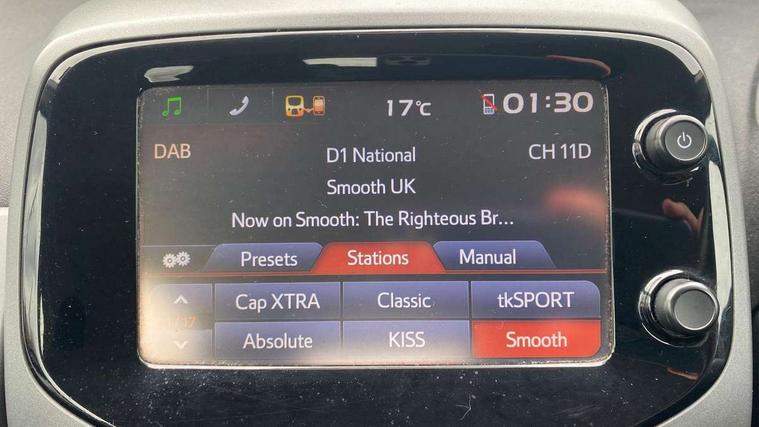 17°C 01:30
DAB D1 National CH 11D
Smooth UK
Now on Smooth: The Righteous Br...
Presets Stations Manual
Cap XTRA Classic tkSPORT
Absolute KISS Smooth